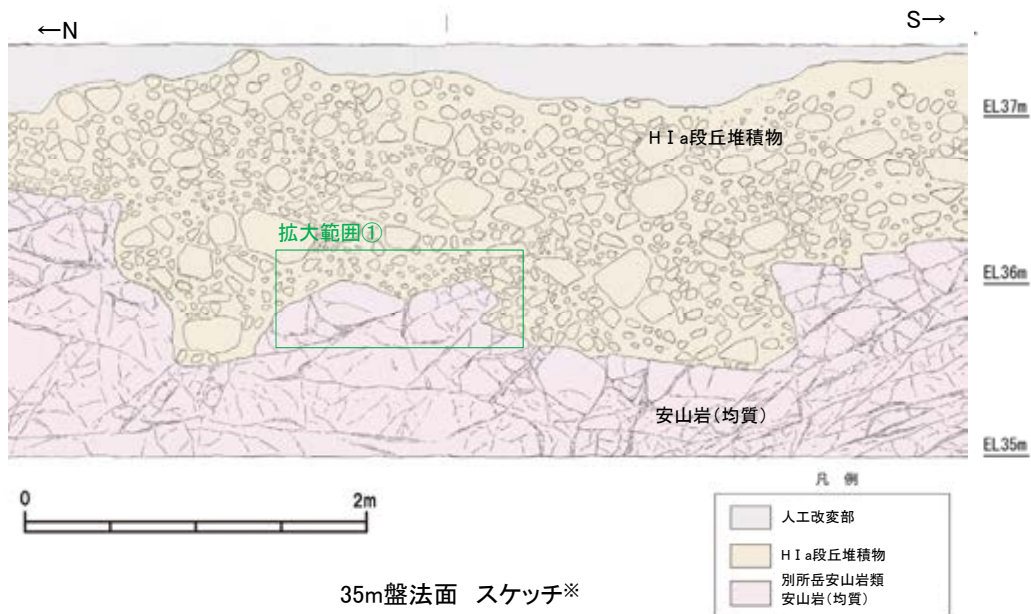 ←N
S→
EL37m
HⅠa段丘堆積物
拡大範囲①
EL36m
安山岩(均質)
EL35m
凡 例
0
2m
人工改変部
HⅠa段丘堆積物
別所岳安山岩類
安山岩(均質)
35m盤法面 スケッチ※